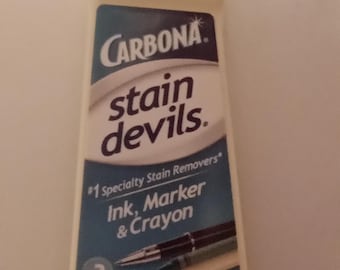 CARBONA®
stain
devils®
#1 Specialty Stain Removers*
Ink, Marker
& Crayon